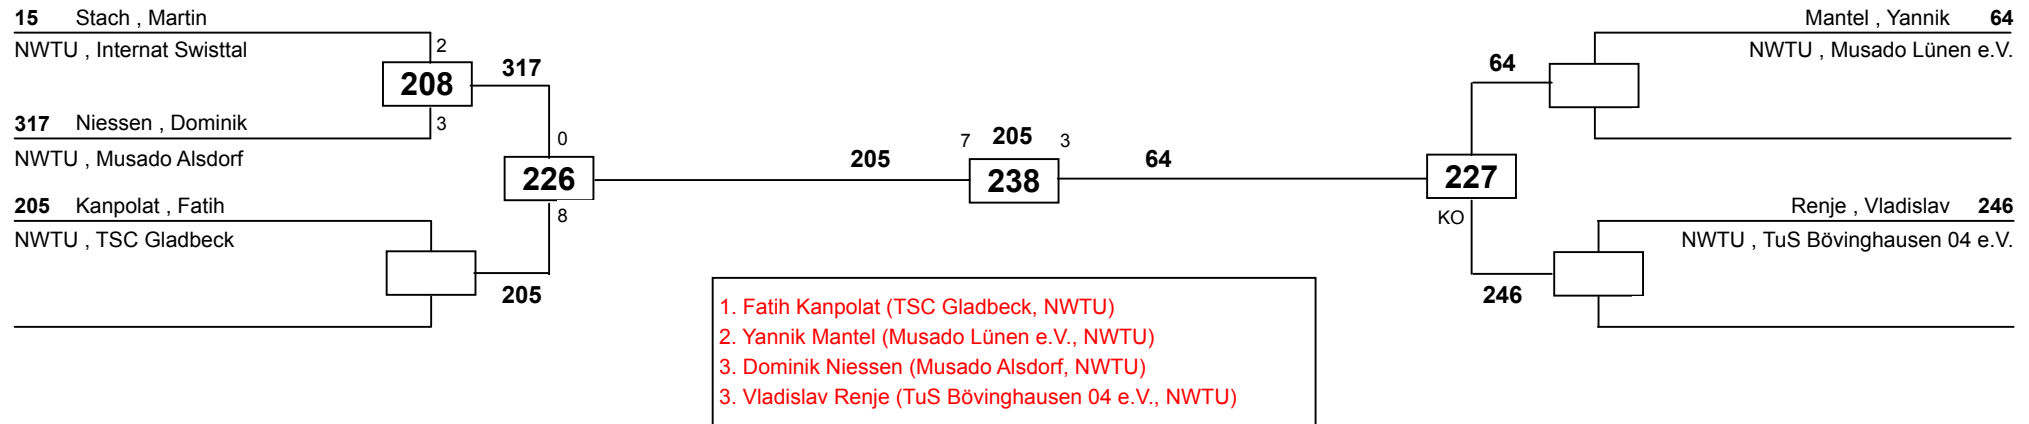 15 Stach , Martin
NWTU , Internat Swisttal
2
208
317
3
317 Niessen , Dominik
NWTU , Musado Alsdorf
0
226
8
205 Kanpolat , Fatih
NWTU , TSC Gladbeck
205
205
7 205 3
238
64
Mantel , Yannik 64
NWTU , Musado Lünen e.V.
64
227
KO
Renje , Vladislav 246
NWTU , TuS Bövinghausen 04 e.V.
246
1. Fatih Kanpolat (TSC Gladbeck, NWTU)
2. Yannik Mantel (Musado Lünen e.V., NWTU)
3. Dominik Niessen (Musado Alsdorf, NWTU)
3. Vladislav Renje (TuS Bövinghausen 04 e.V., NWTU)